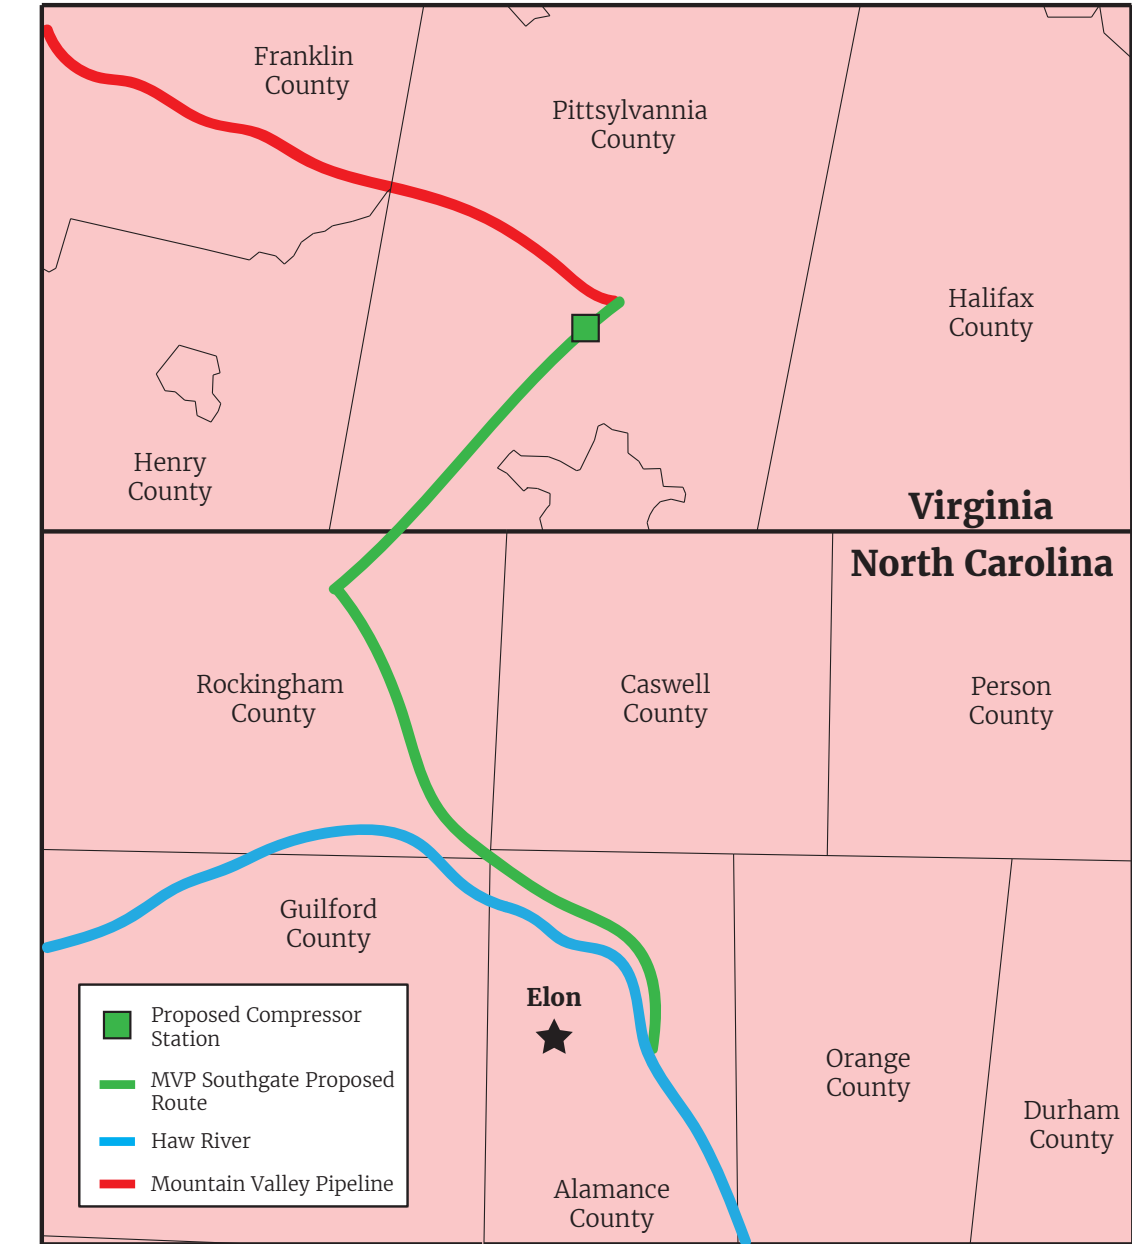 Franklin
County
Pittsylvannia
County
Halifax
County
Henry
County
Virginia
North Carolina
Rockingham
County
Caswell
County
Person
County
Guilford
County
Elon
Orange
County
Durham
County
Alamance
County
Proposed Compressor
Station
MVP Southgate Proposed
Route
Haw River
Mountain Valley Pipeline